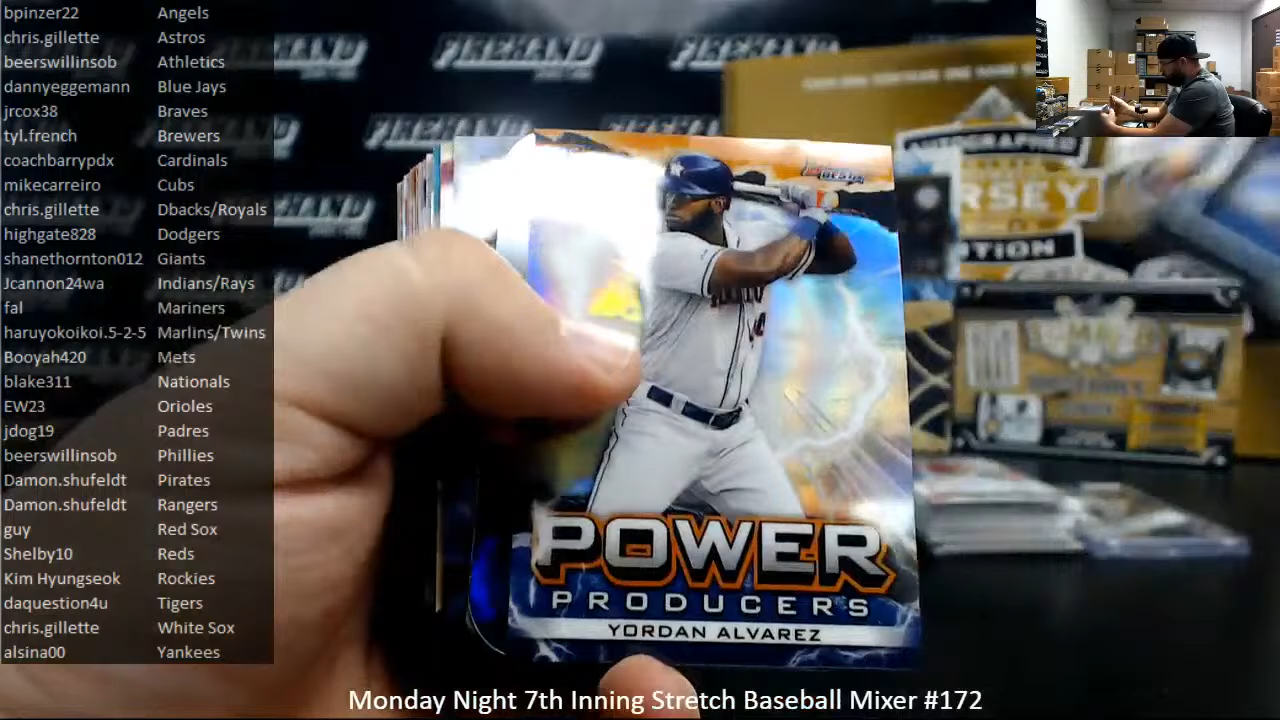 bpinzer22 Angels
chris.gillette Astros
beerswillinsob Athletics
dannyeggemann Blue Jays
jrcox38 Braves
tyl.french Brewers
coachbarrypdx Cardinals
mikecarreiro Cubs
chris.gillette Dbacks/Royals
highgate828 Dodgers
shanethornton012 Giants
Jcannon24wa Indians/Rays
fal Mariners
haruyokoikoi.5-2-5 Marlins/Twins
Booyah420 Mets
blake311 Nationals
EW23 Orioles
jdog19 Padres
beerswillinsob Phillies
Damon.shufeldt Pirates
Damon.shufeldt Rangers
guy Red Sox
Shelby10 Reds
Kim Hyungseok Rockies
daquestion4u Tigers
chris.gillette White Sox
alsina00 Yankees
FIREHAND
AUTOGRAPHED
JERSEY
EDITION
POWER
PRODUCERS
YORDAN ALVAREZ
Monday Night 7th Inning Stretch Baseball Mixer #172